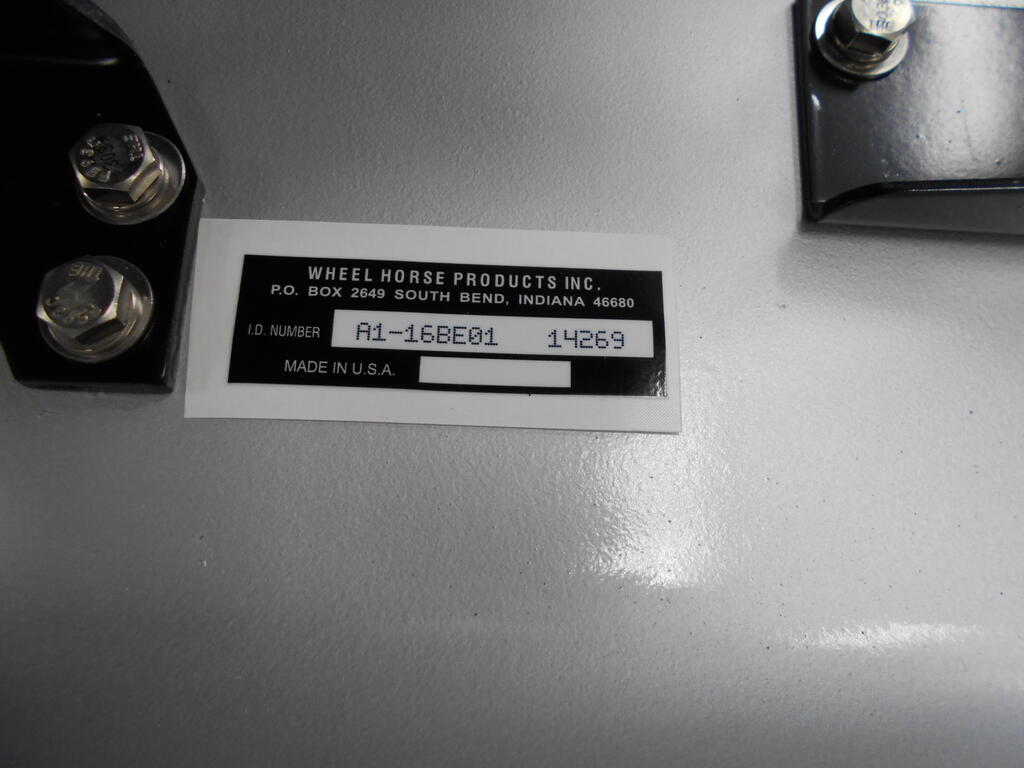 WHEEL HORSE PRODUCTS INC.
P.O. BOX 2649 SOUTH BEND, INDIANA 46680
I.D. NUMBER A1-16BE01 14269
MADE IN U.S.A.